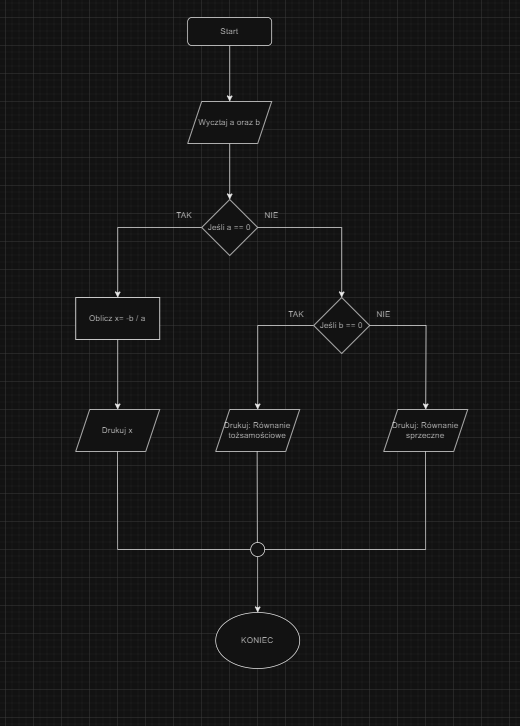 Start
Wycztaj a oraz b
TAK
NIE
Jeśli a == 0
Oblicz x= -b / a
TAK
NIE
Jeśli b == 0
Drukuj x
Drukuj: Równanie
tożsamościowe
Drukuj: Równanie
sprzeczne
KONIEC